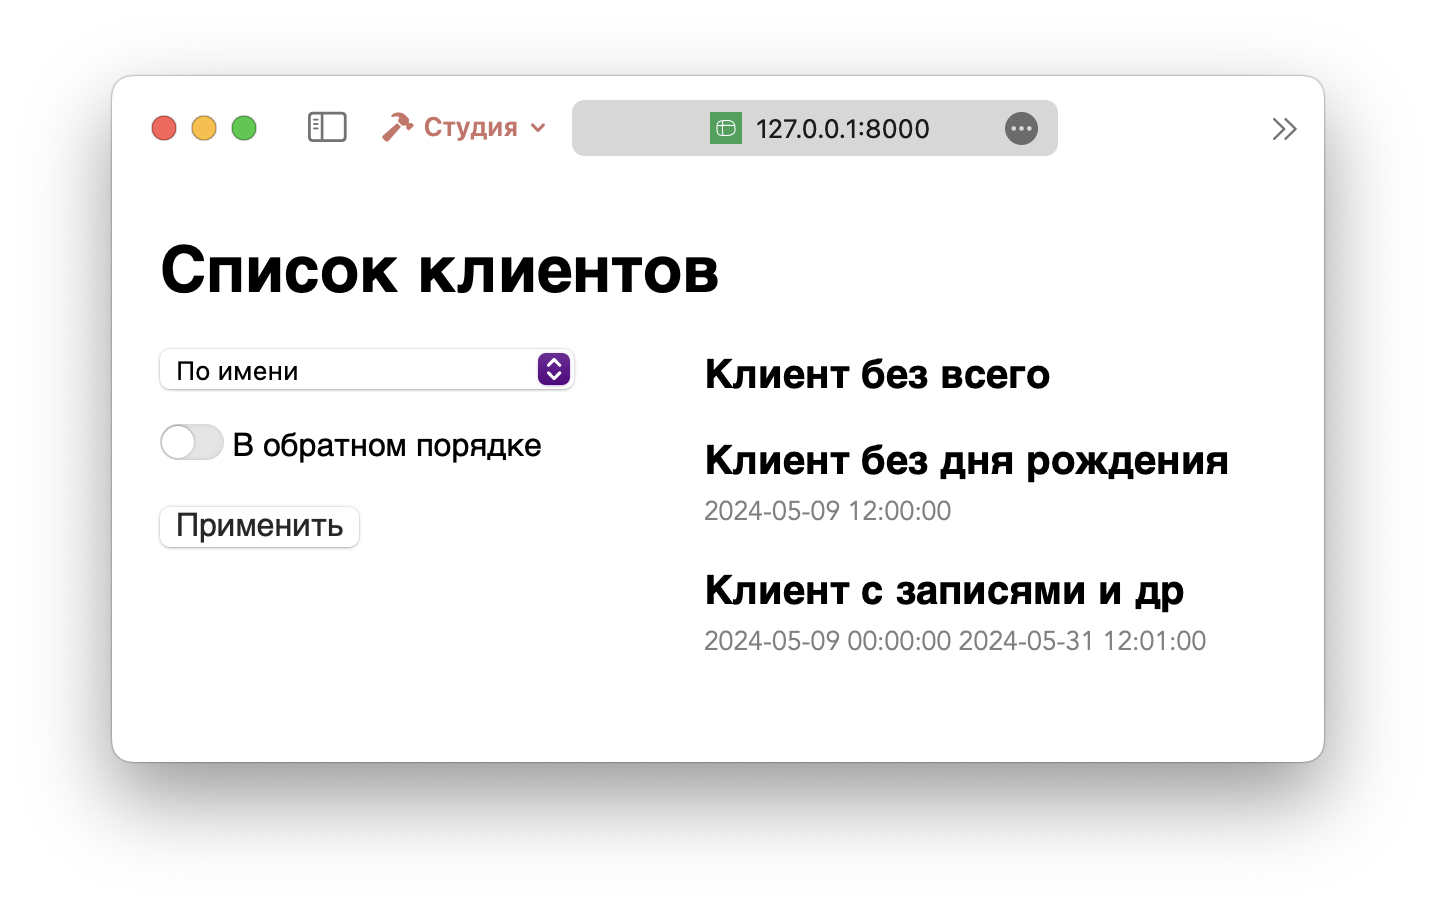 Студия
127.0.0.1:8000
Список клиентов
По имени
В обратном порядке
Применить
Клиент без всего
Клиент без дня рождения
2024-05-09 12:00:00
Клиент с записями и др
2024-05-09 00:00:00 2024-05-31 12:01:00